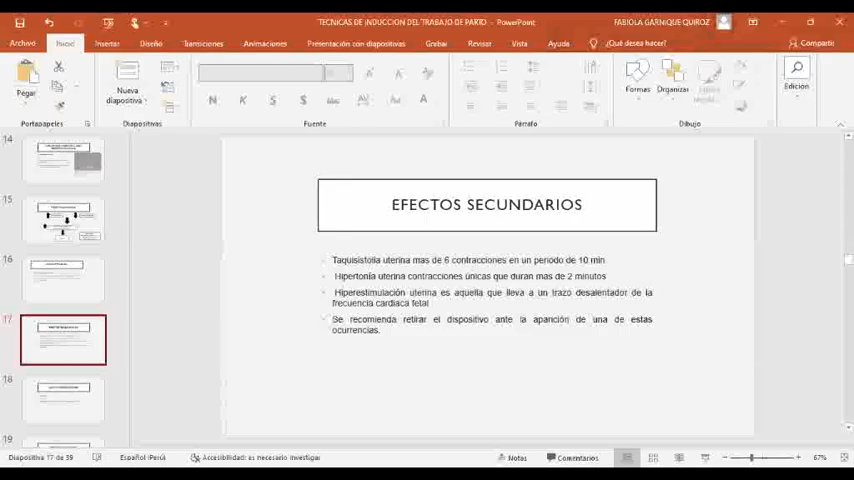 TECNICAS DE INDUCCION DEL TRABAJO DE PARTO - PowerPoint
FABIOLA GARNIQUE QUIROZ
Archivo Inicio Insertar Diseño Transiciones Animaciones Presentación con diapositivas Grabar Revisar Vista Ayuda ¿Qué desea hacer? Compartir
Pegar
Nueva
diapositiva
N K S S abc AV Aa A
Formas Organizar
Edición
Portapapeles Diapositivas Fuente Párrafo Dibujo
14
15
16
17
18
19
EFECTOS SECUNDARIOS
Taquisistolia uterina mas de 6 contracciones en un periodo de 10 min
Hipertonía uterina contracciones únicas que duran mas de 2 minutos
Hiperestimulación uterina es aquella que lleva a un trazo desalentador de la
frecuencia cardiaca fetal
Se recomienda retirar el dispositivo ante la aparición de una de estas
ocurrencias.
Diapositiva 17 de 39 Español (Perú) Accesibilidad: es necesario investigar Notas Comentarios 67%